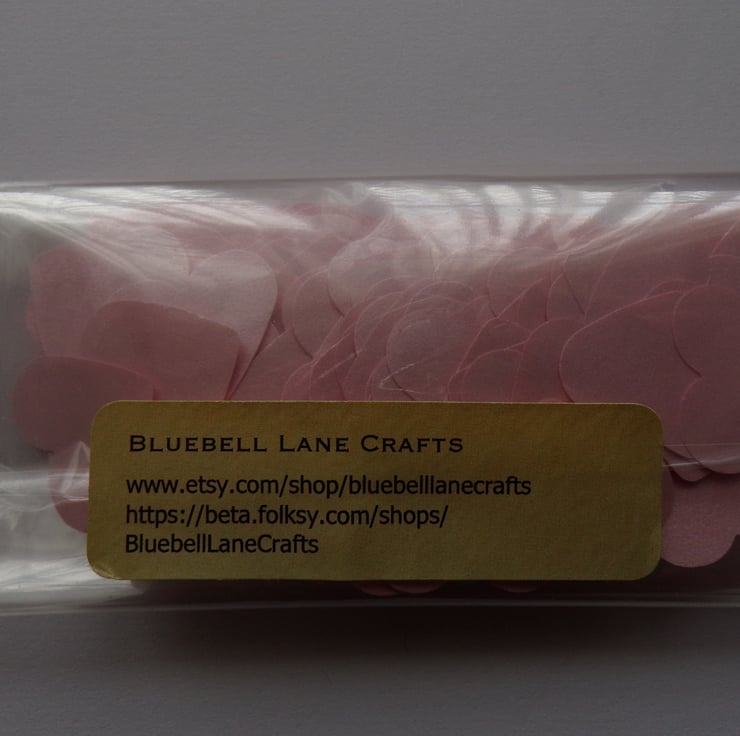 BLUEBELL LANE CRAFTS
www.etsy.com/shop/bluebelllanecrafts
https://beta.folksy.com/shops/
BluebellLaneCrafts